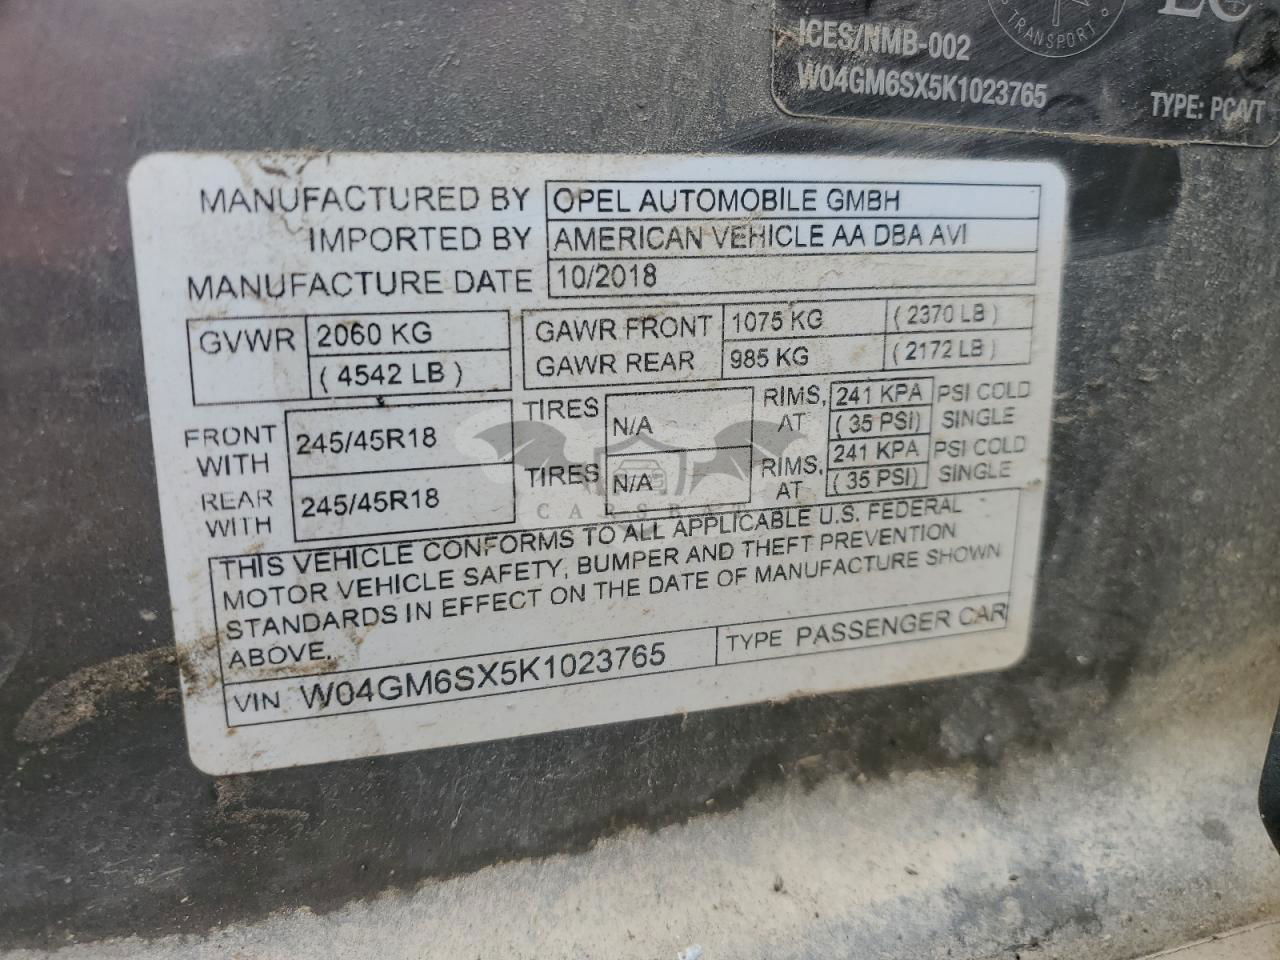 TRANSPORT
ICES/NMB-002
W04GM6SX5K1023765
TYPE: PC/VT
MANUFACTURED BY OPEL AUTOMOBILE GMBH
IMPORTED BY AMERICAN VEHICLE AA DBA AVI
MANUFACTURE DATE 10/2018
GVWR 2060 KG
( 4542 LB )
GAWR FRONT 1075 KG ( 2370 LB )
GAWR REAR 985 KG ( 2172 LB )
FRONT WITH 245/45R18 TIRES N/A RIMS, AT 241 KPA PSI COLD
( 35 PSI) SINGLE
REAR WITH 245/45R18 TIRES N/A RIMS, AT 241 KPA PSI COLD
( 35 PSI) SINGLE
CARSBAT
THIS VEHICLE CONFORMS TO ALL APPLICABLE U.S. FEDERAL
MOTOR VEHICLE SAFETY, BUMPER AND THEFT PREVENTION
STANDARDS IN EFFECT ON THE DATE OF MANUFACTURE SHOWN
ABOVE.
VIN W04GM6SX5K1023765 TYPE PASSENGER CAR